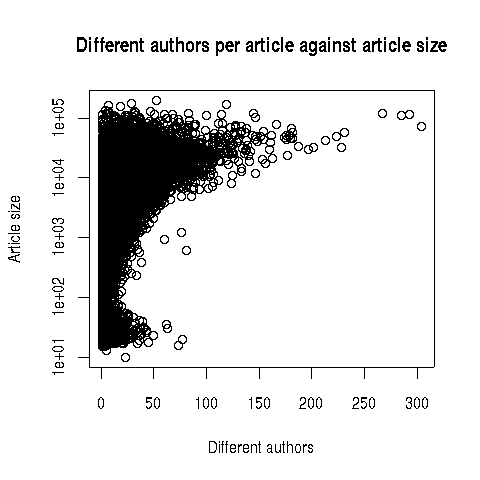 Different authors per article against article size
1e+05
1e+04
1e+03
1e+02
1e+01
Article size
0 50 100 150 200 250 300
Different authors